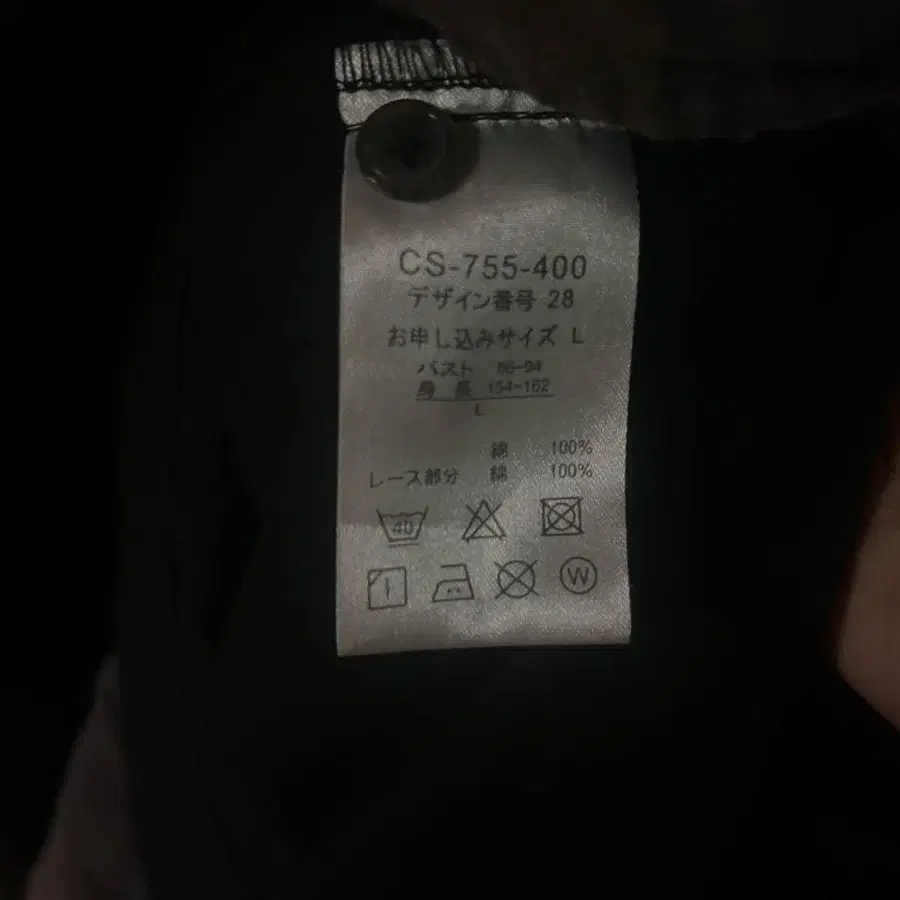 CS-755-400
デザイン番号 28
お申し込みサイズ L
バスト 86-94
身 長 154-162
L
綿 100%
レース部分 綿 100%
40
W